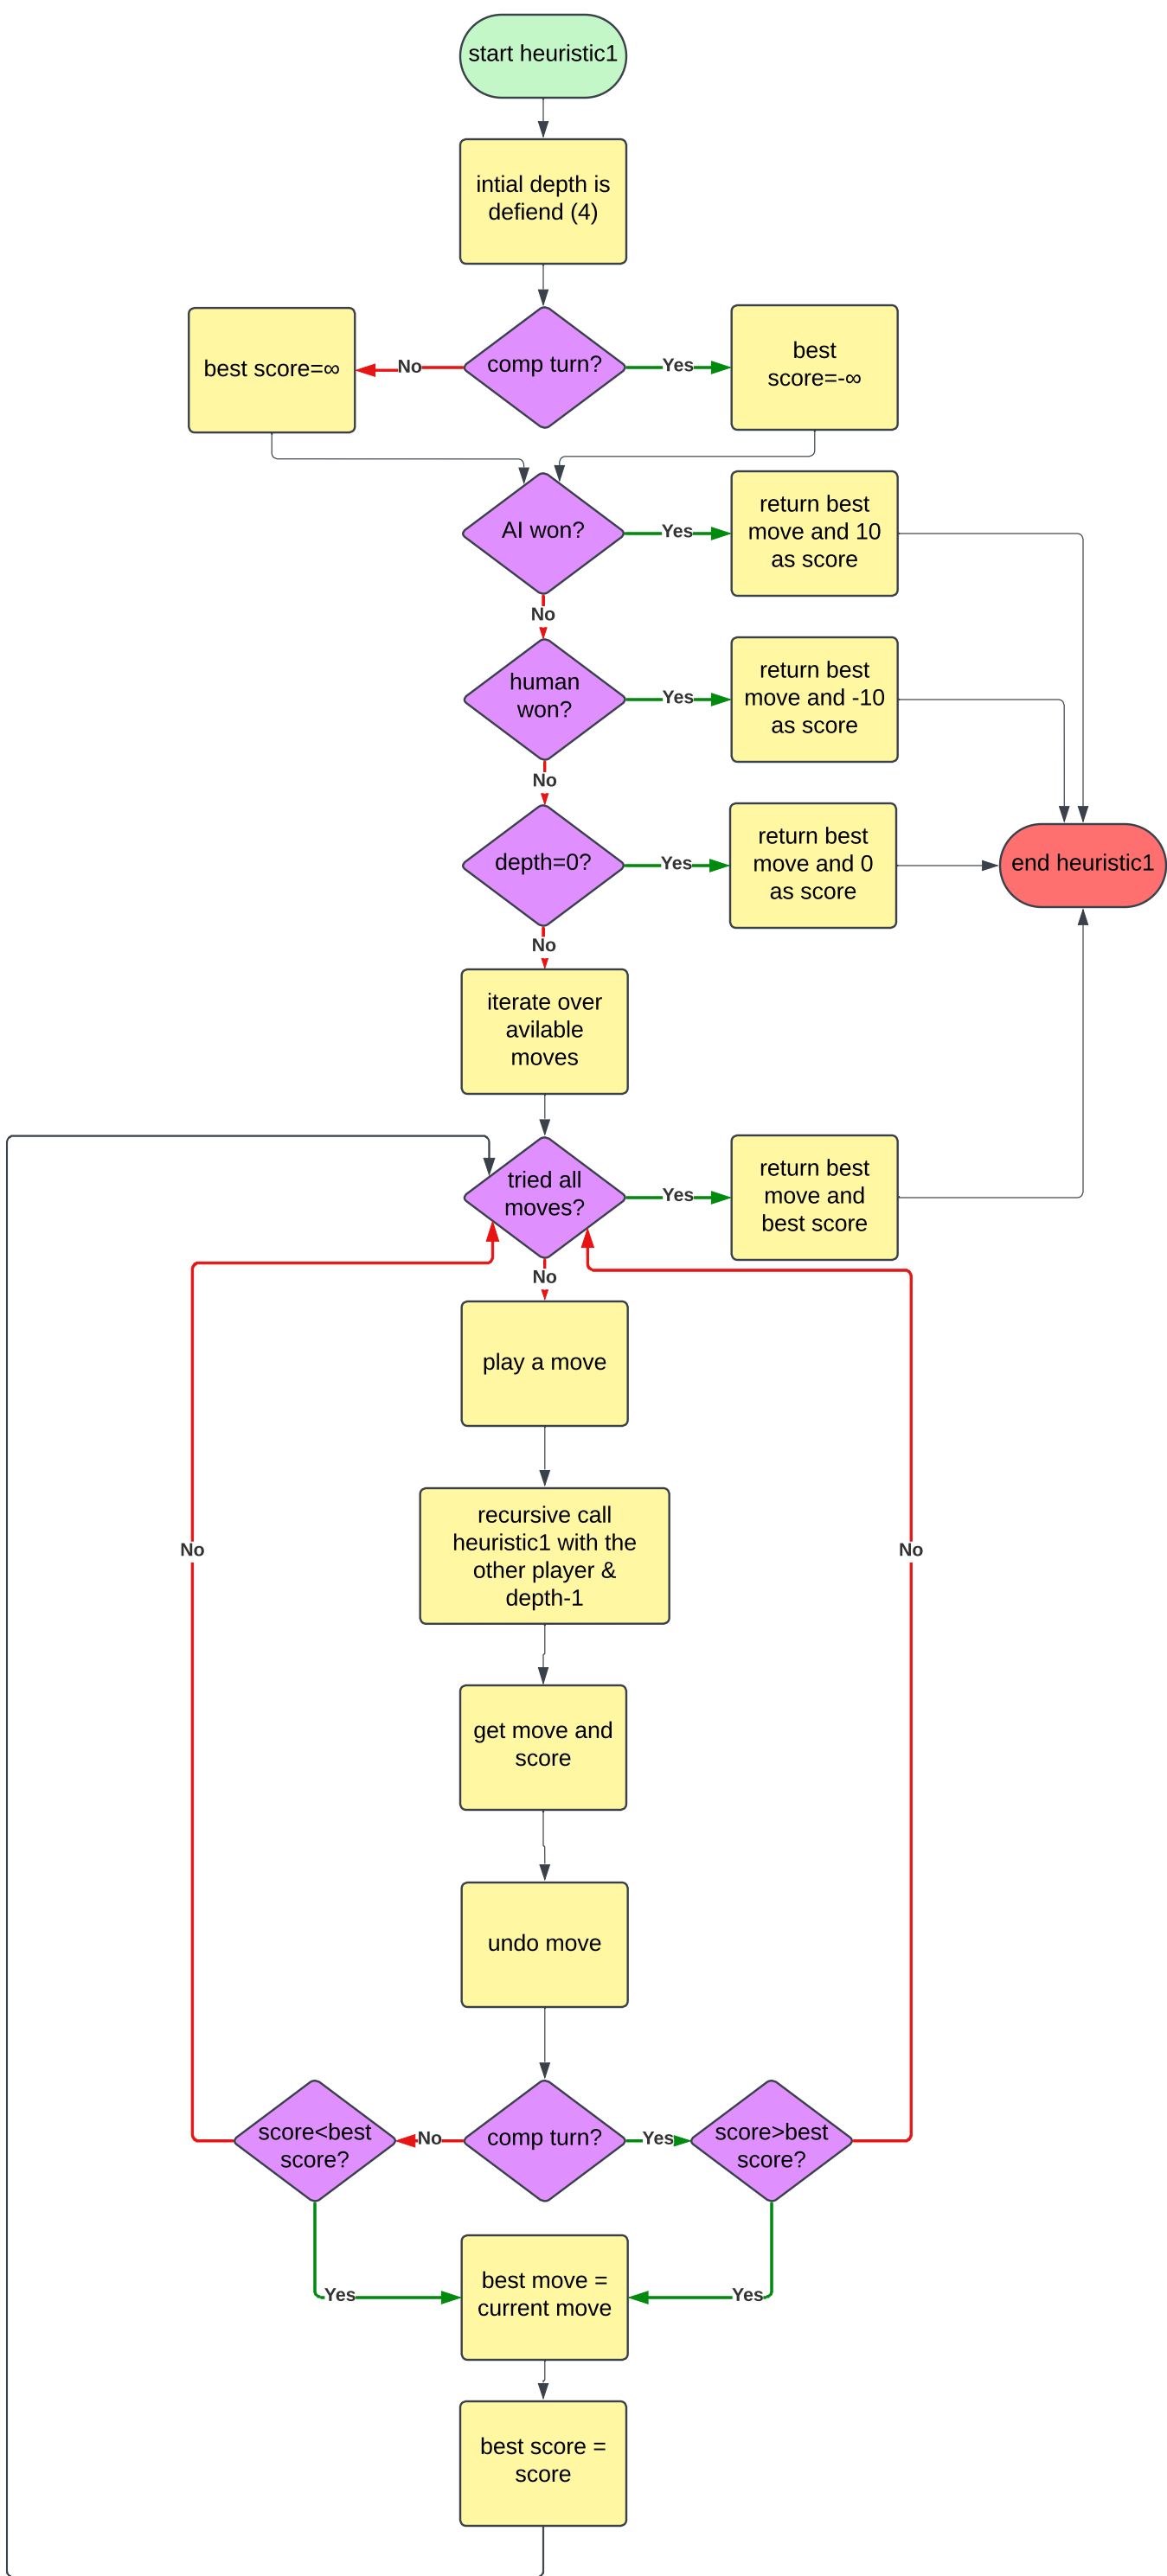 start heuristic1
intial depth is
defiend (4)
best score=∞
No
comp turn?
Yes
best
score=-∞
AI won?
Yes
return best
move and 10
as score
No
human
won?
Yes
return best
move and -10
as score
No
depth=0?
Yes
return best
move and 0
as score
end heuristic1
No
iterate over
avilable
moves
tried all
moves?
Yes
return best
move and
best score
No
play a move
No
recursive call
heuristic1 with the
other player &
depth-1
No
get move and
score
undo move
score<best
score?
No
comp turn?
Yes
score>best
score?
Yes
best move =
current move
Yes
best score =
score